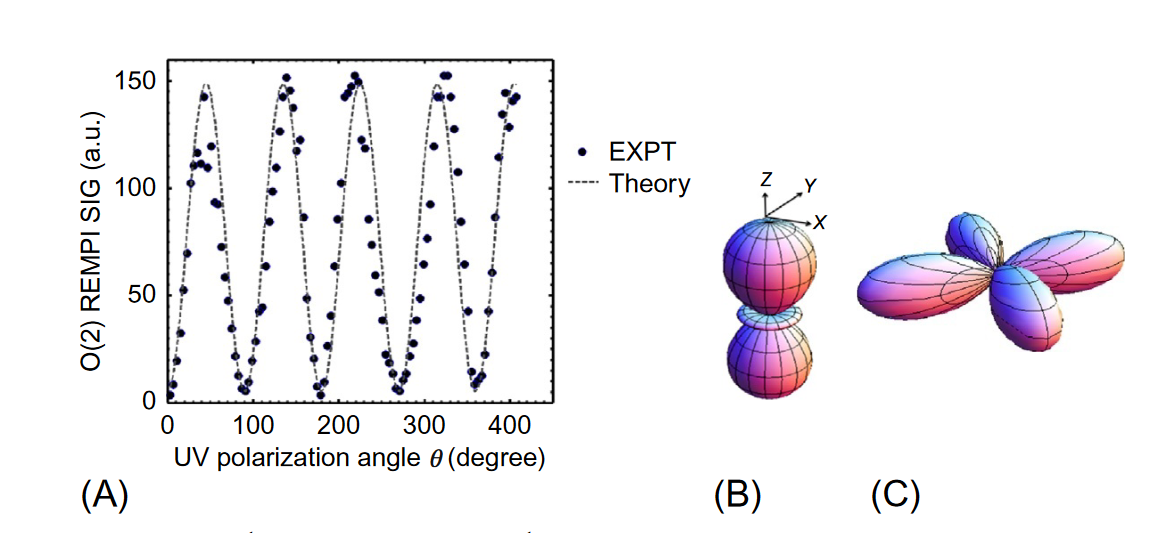 O(2) REMPI SIG (a.u.)
150
100
50
0
0 100 200 300 400
UV polarization angle θ (degree)
EXPT
Theory
Z
Y
X
(A) (B) (C)